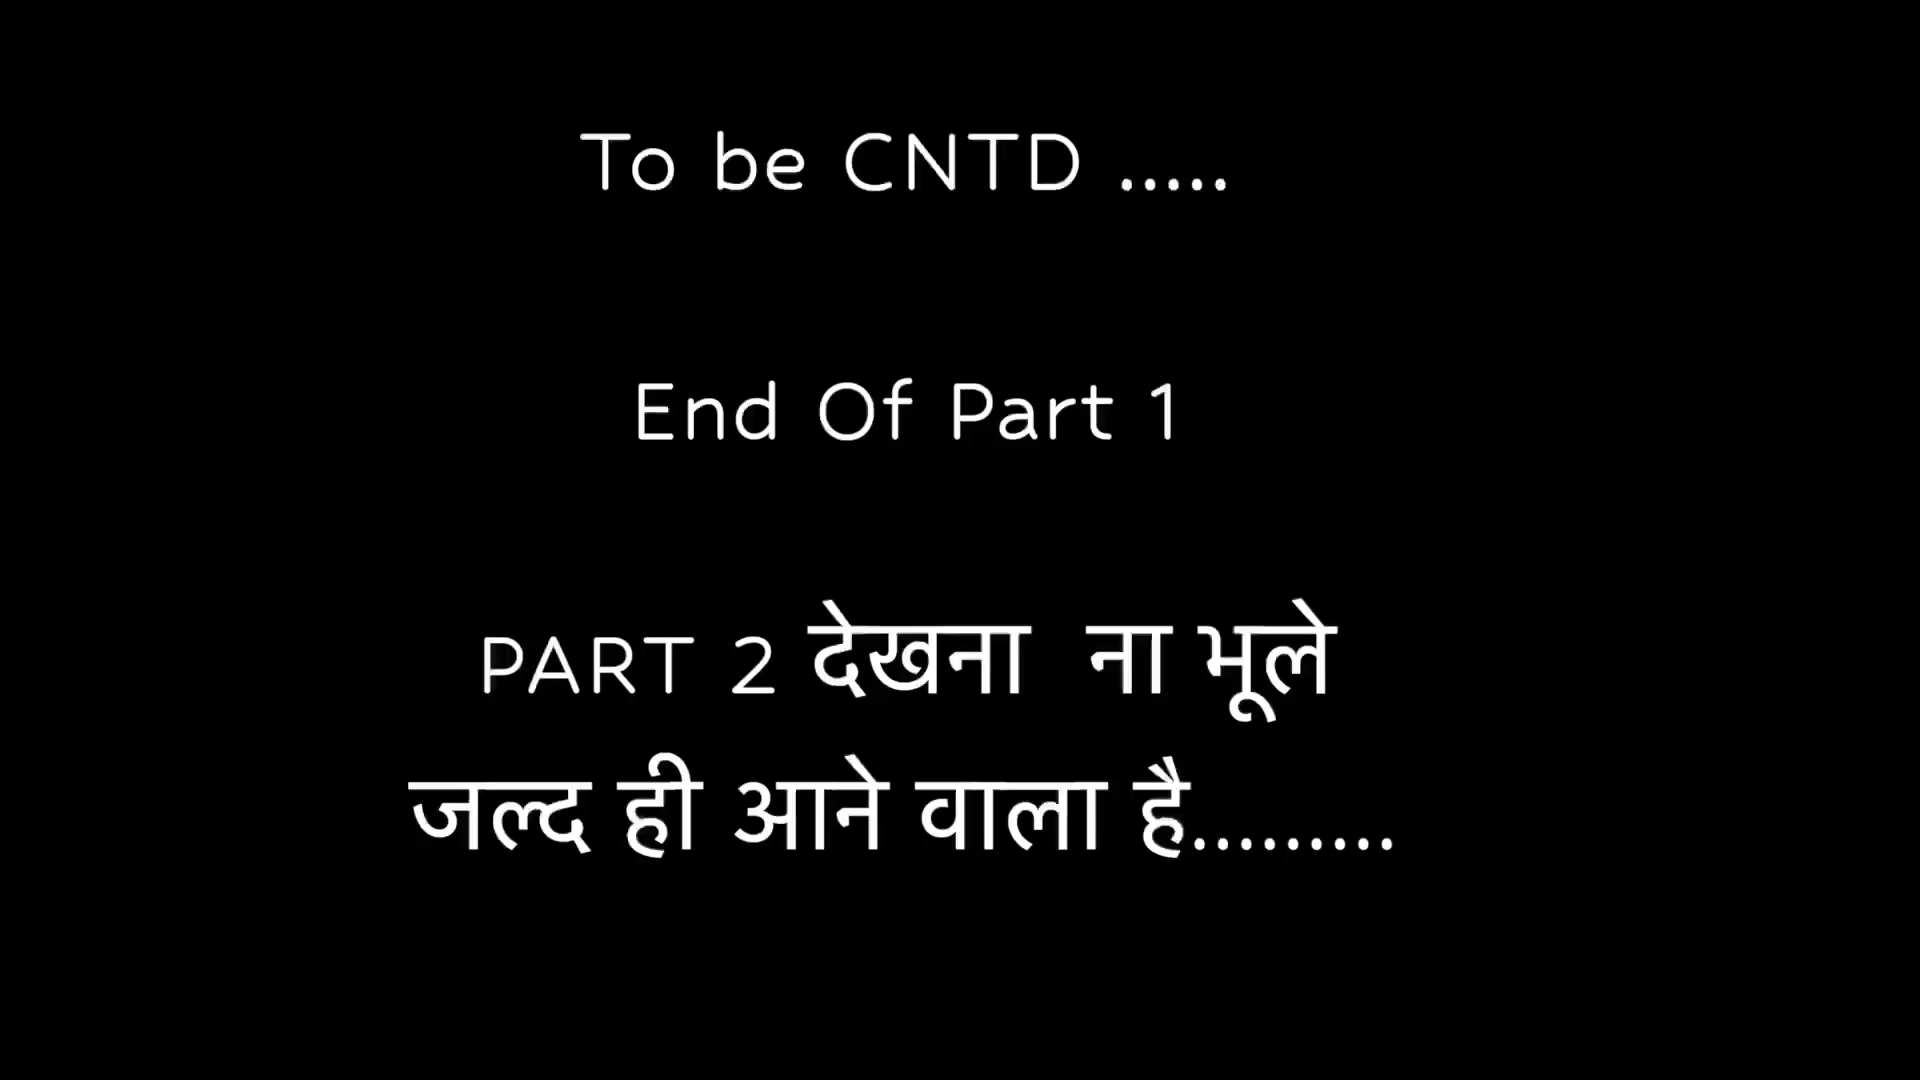 To be CNTD .....
End Of Part 1
PART 2 देखना  ना भूले
जल्द ही आने वाला है.........